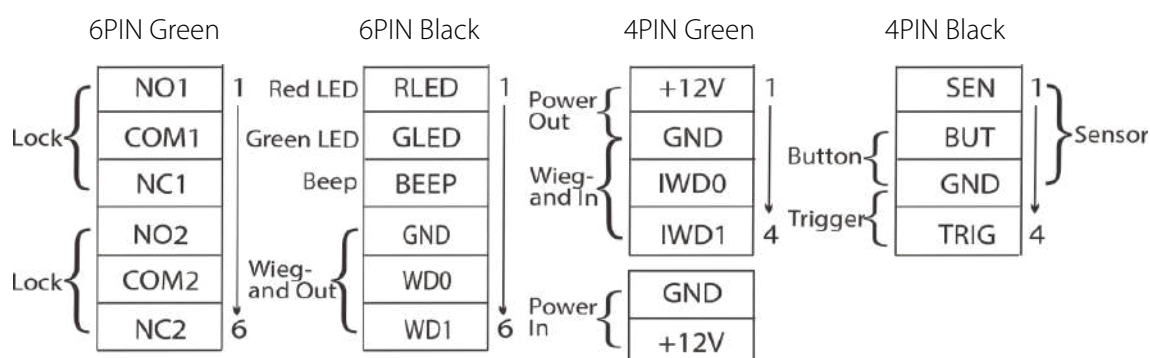 6PIN Green
6PIN Black
4PIN Green
4PIN Black
Lock
NO1
1
COM1
NC1
Lock
NO2
COM2
NC2
6
Red LED
RLED
1
Green LED
GLED
Beep
BEEP
Wieg-
and Out
GND
WD0
WD1
6
Power
Out
+12V
1
GND
Wieg-
and In
IWD0
IWD1
4
Power
In
GND
+12V
SEN
1
Sensor
Button
BUT
GND
Trigger
TRIG
4